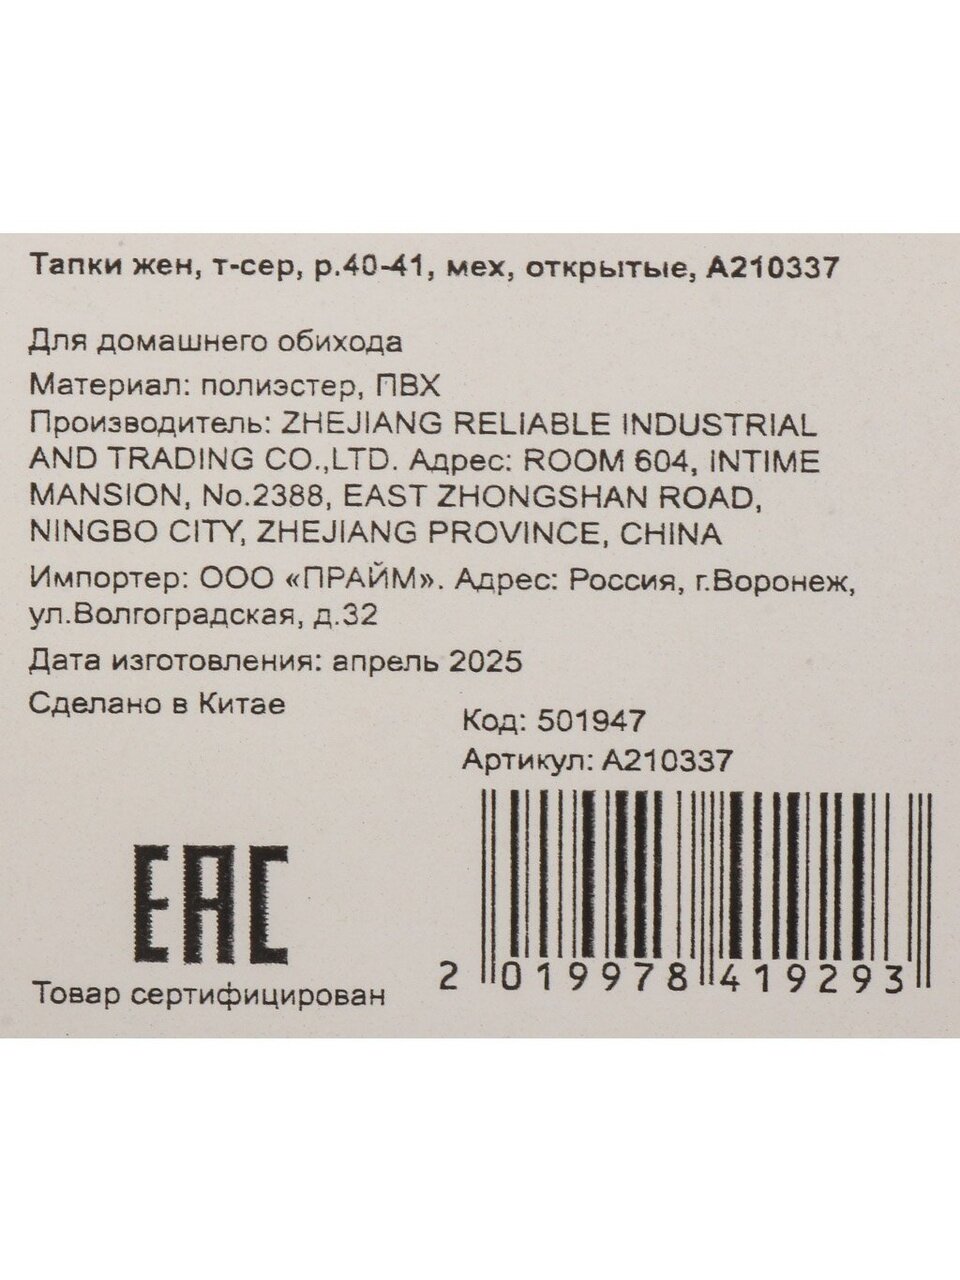 Тапки жен, т-сер, р.40-41, мех, открытые, А210337
Для домашнего обихода
Материал: полиэстер, ПВХ
Производитель: ZHEJIANG RELIABLE INDUSTRIAL
AND TRADING CO.,LTD. Адрес: ROOM 604, INTIME
MANSION, No.2388, EAST ZHONGSHAN ROAD,
NINGBO CITY, ZHEJIANG PROVINCE, CHINA
Импортер: ООО «ПРАЙМ». Адрес: Россия, г.Воронеж,
ул.Волгоградская, д.32
Дата изготовления: апрель 2025
Сделано в Китае
Код: 501947
Артикул: А210337
ЕАС
Товар сертифицирован
2 019978 419293